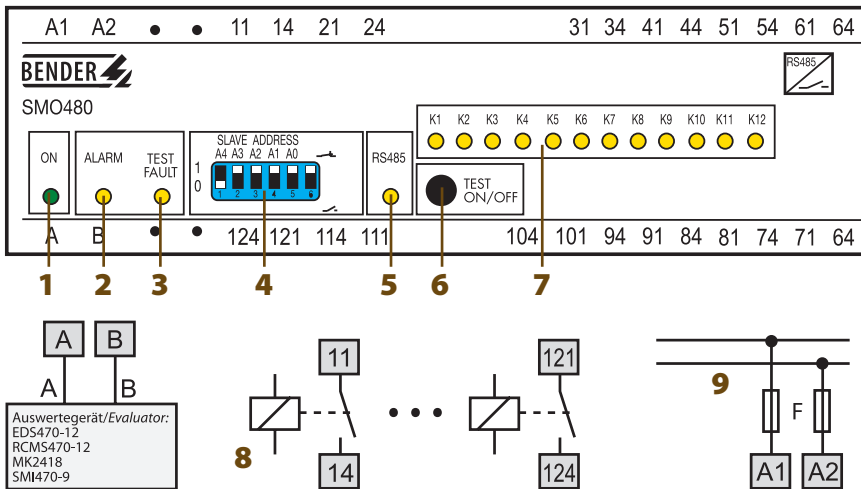 A1 A2 • • 11 14 21 24 31 34 41 44 51 54 61 64
BENDER
SMO480
RS485
K1 K2 K3 K4 K5 K6 K7 K8 K9 K10 K11 K12
ON
ALARM
TEST
FAULT
SLAVE ADDRESS
A4 A3 A2 A1 A0
1
0
1 2 3 4 5 6
RS485
TEST
ON/OFF
A B • • 124 121 114 111 104 101 94 91 84 81 74 71 64
1 2 3 4 5 6 7
A B
A B
Auswertegerät/Evaluator:
EDS470-12
RCMS470-12
MK2418
SMI470-9
8
11
14
• • •
121
124
9
F
A1 A2